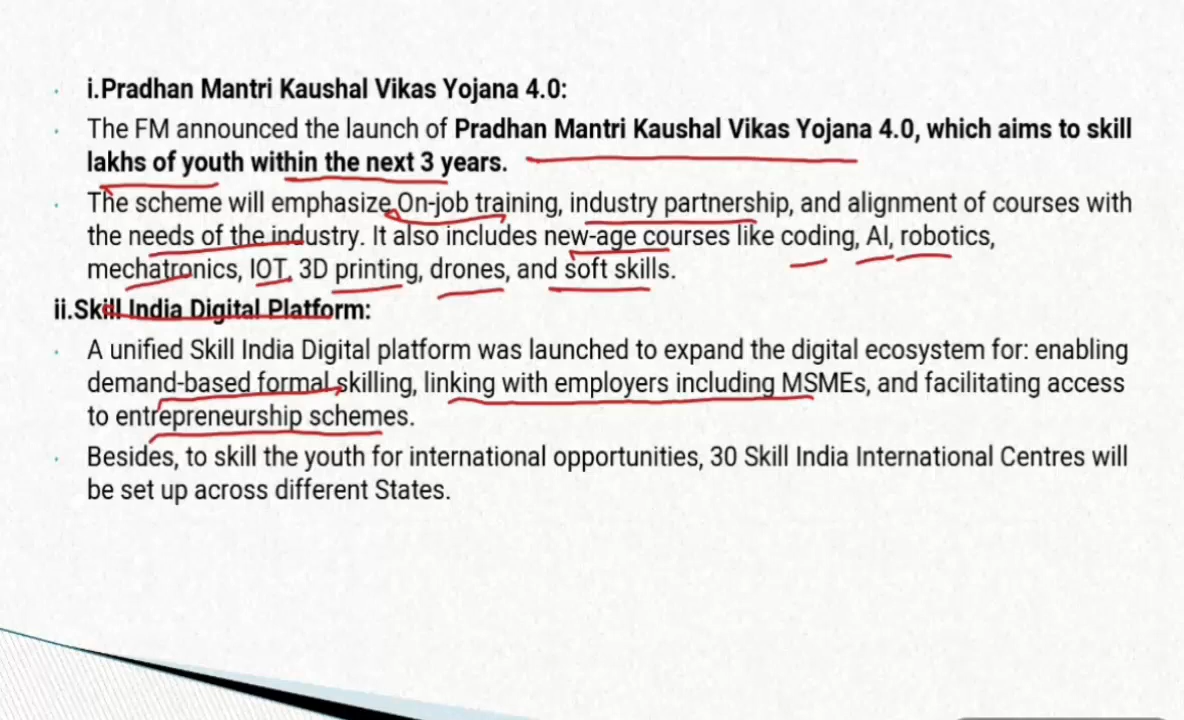 i.Pradhan Mantri Kaushal Vikas Yojana 4.0:
The FM announced the launch of Pradhan Mantri Kaushal Vikas Yojana 4.0, which aims to skill
lakhs of youth within the next 3 years.
The scheme will emphasize On-job training, industry partnership, and alignment of courses with
the needs of the industry. It also includes new-age courses like coding, AI, robotics,
mechatronics, IOT, 3D printing, drones, and soft skills.
ii.Skill India Digital Platform:
A unified Skill India Digital platform was launched to expand the digital ecosystem for: enabling
demand-based formal skilling, linking with employers including MSMEs, and facilitating access
to entrepreneurship schemes.
Besides, to skill the youth for international opportunities, 30 Skill India International Centres will
be set up across different States.